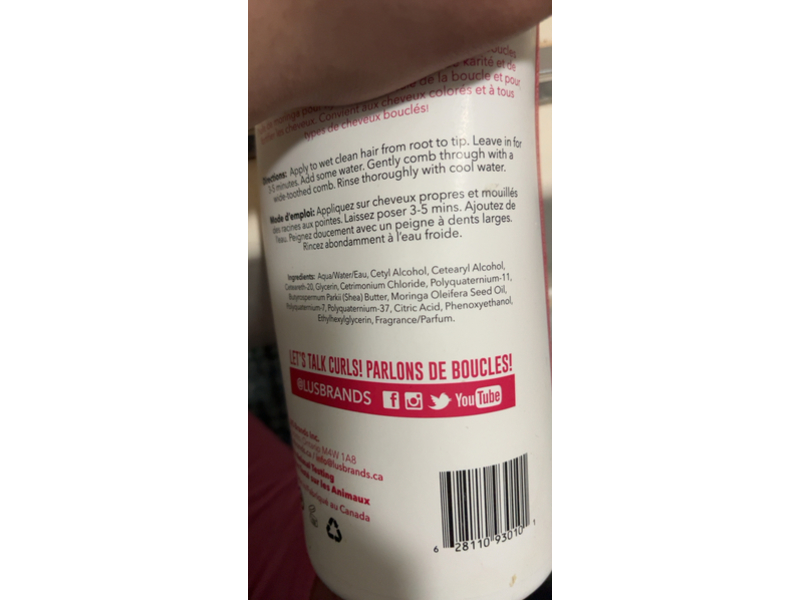 boucles
karité et de
de la boucle et pour
les cheveux. Convient aux cheveux colorés et à tous
types de cheveux bouclés!
Directions: Apply to wet clean hair from root to tip. Leave in for
3-5 minutes. Add some water. Gently comb through with a
wide-toothed comb. Rinse thoroughly with cool water.
Mode d'emploi: Appliquez sur cheveux propres et mouillés
des racines aux pointes. Laissez poser 3-5 mins. Ajoutez de
l'eau. Peignez doucement avec un peigne à dents larges.
Rincez abondamment à l'eau froide.
Ingredients: Aqua/Water/Eau, Cetyl Alcohol, Cetearyl Alcohol,
Ceteareth-20, Glycerin, Cetrimonium Chloride, Polyquaternium-11,
Butyrospermum Parkii (Shea) Butter, Moringa Oleifera Seed Oil,
Polyquaternium-7, Polyquaternium-37, Citric Acid, Phenoxyethanol,
Ethylhexylglycerin, Fragrance/Parfum.
LET'S TALK CURLS! PARLONS DE BOUCLES!
@LUSBRANDS f YouTube
Brands Inc.
Ontario M4W 1A8
info@lusbrands.ca
Testing
sur les Animaux
Fabriqué au Canada
6 28110 93010 1